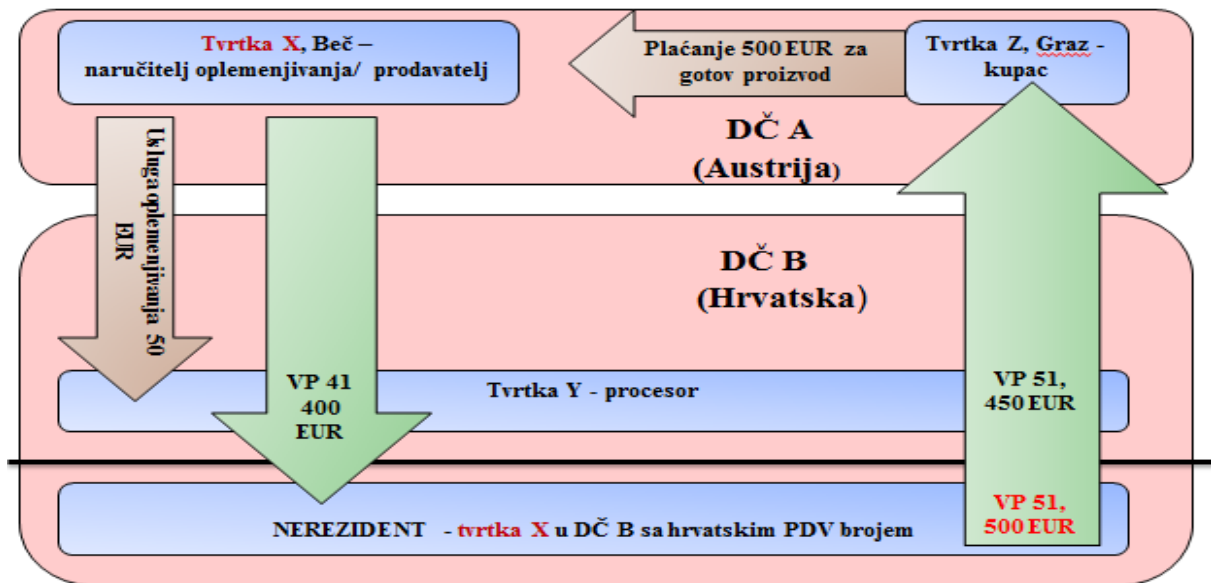 Tvrtka X, Beč –
naručitelj oplemenjivanja/ prodavatelj
Plaćanje 500 EUR za
gotov proizvod
Tvrtka Z, Graz -
kupac
DČ A
(Austrija)
Usluga oplemenjivanja 50
EUR
DČ B
(Hrvatska)
VP 41
400
EUR
Tvrtka Y - procesor
VP 51,
450 EUR
NEREZIDENT - tvrtka X u DČ B sa hrvatskim PDV brojem
VP 51,
500 EUR